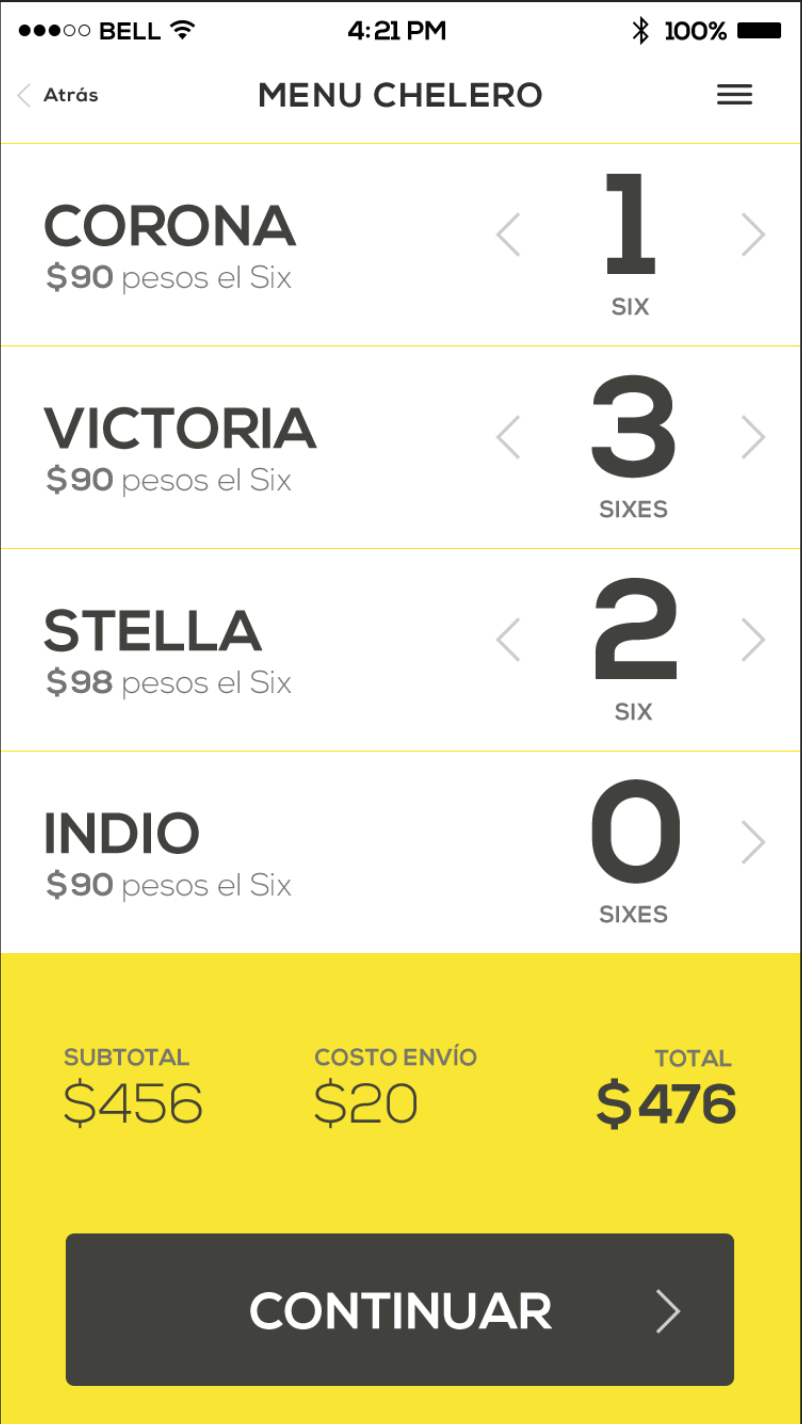 BELL 4:21 PM 100%
Atrás MENU CHELERO
CORONA
$90 pesos el Six
1
SIX
VICTORIA
$90 pesos el Six
3
SIXES
STELLA
$98 pesos el Six
2
SIX
INDIO
$90 pesos el Six
0
SIXES
SUBTOTAL COSTO ENVÍO TOTAL
$456 $20 $476
CONTINUAR